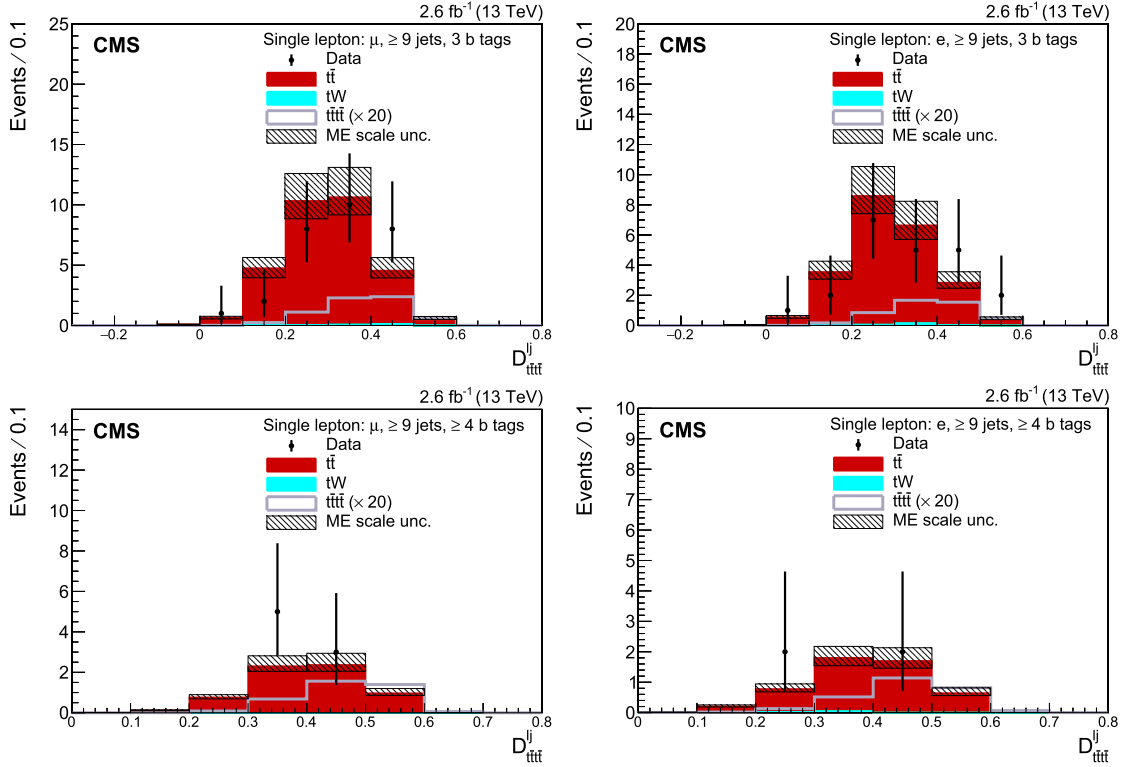 2.6 fb⁻¹ (13 TeV)
Events / 0.1
25
20
15
10
5
0
CMS
Single lepton: μ, ≥ 9 jets, 3 b tags
Data
tt̄
tW
tt̄tt̄ (× 20)
ME scale unc.
−0.2 0 0.2 0.4 0.6 0.8
D^lj_tt̄tt̄
2.6 fb⁻¹ (13 TeV)
Events / 0.1
20
18
16
14
12
10
8
6
4
2
0
CMS
Single lepton: e, ≥ 9 jets, 3 b tags
Data
tt̄
tW
tt̄tt̄ (× 20)
ME scale unc.
−0.2 0 0.2 0.4 0.6 0.8
D^lj_tt̄tt̄
2.6 fb⁻¹ (13 TeV)
Events / 0.1
14
12
10
8
6
4
2
0
CMS
Single lepton: μ, ≥ 9 jets, ≥ 4 b tags
Data
tt̄
tW
tt̄tt̄ (× 20)
ME scale unc.
0 0.1 0.2 0.3 0.4 0.5 0.6 0.7 0.8
D^lj_tt̄tt̄
2.6 fb⁻¹ (13 TeV)
Events / 0.1
10
9
8
7
6
5
4
3
2
1
0
CMS
Single lepton: e, ≥ 9 jets, ≥ 4 b tags
Data
tt̄
tW
tt̄tt̄ (× 20)
ME scale unc.
0 0.1 0.2 0.3 0.4 0.5 0.6 0.7 0.8
D^lj_tt̄tt̄